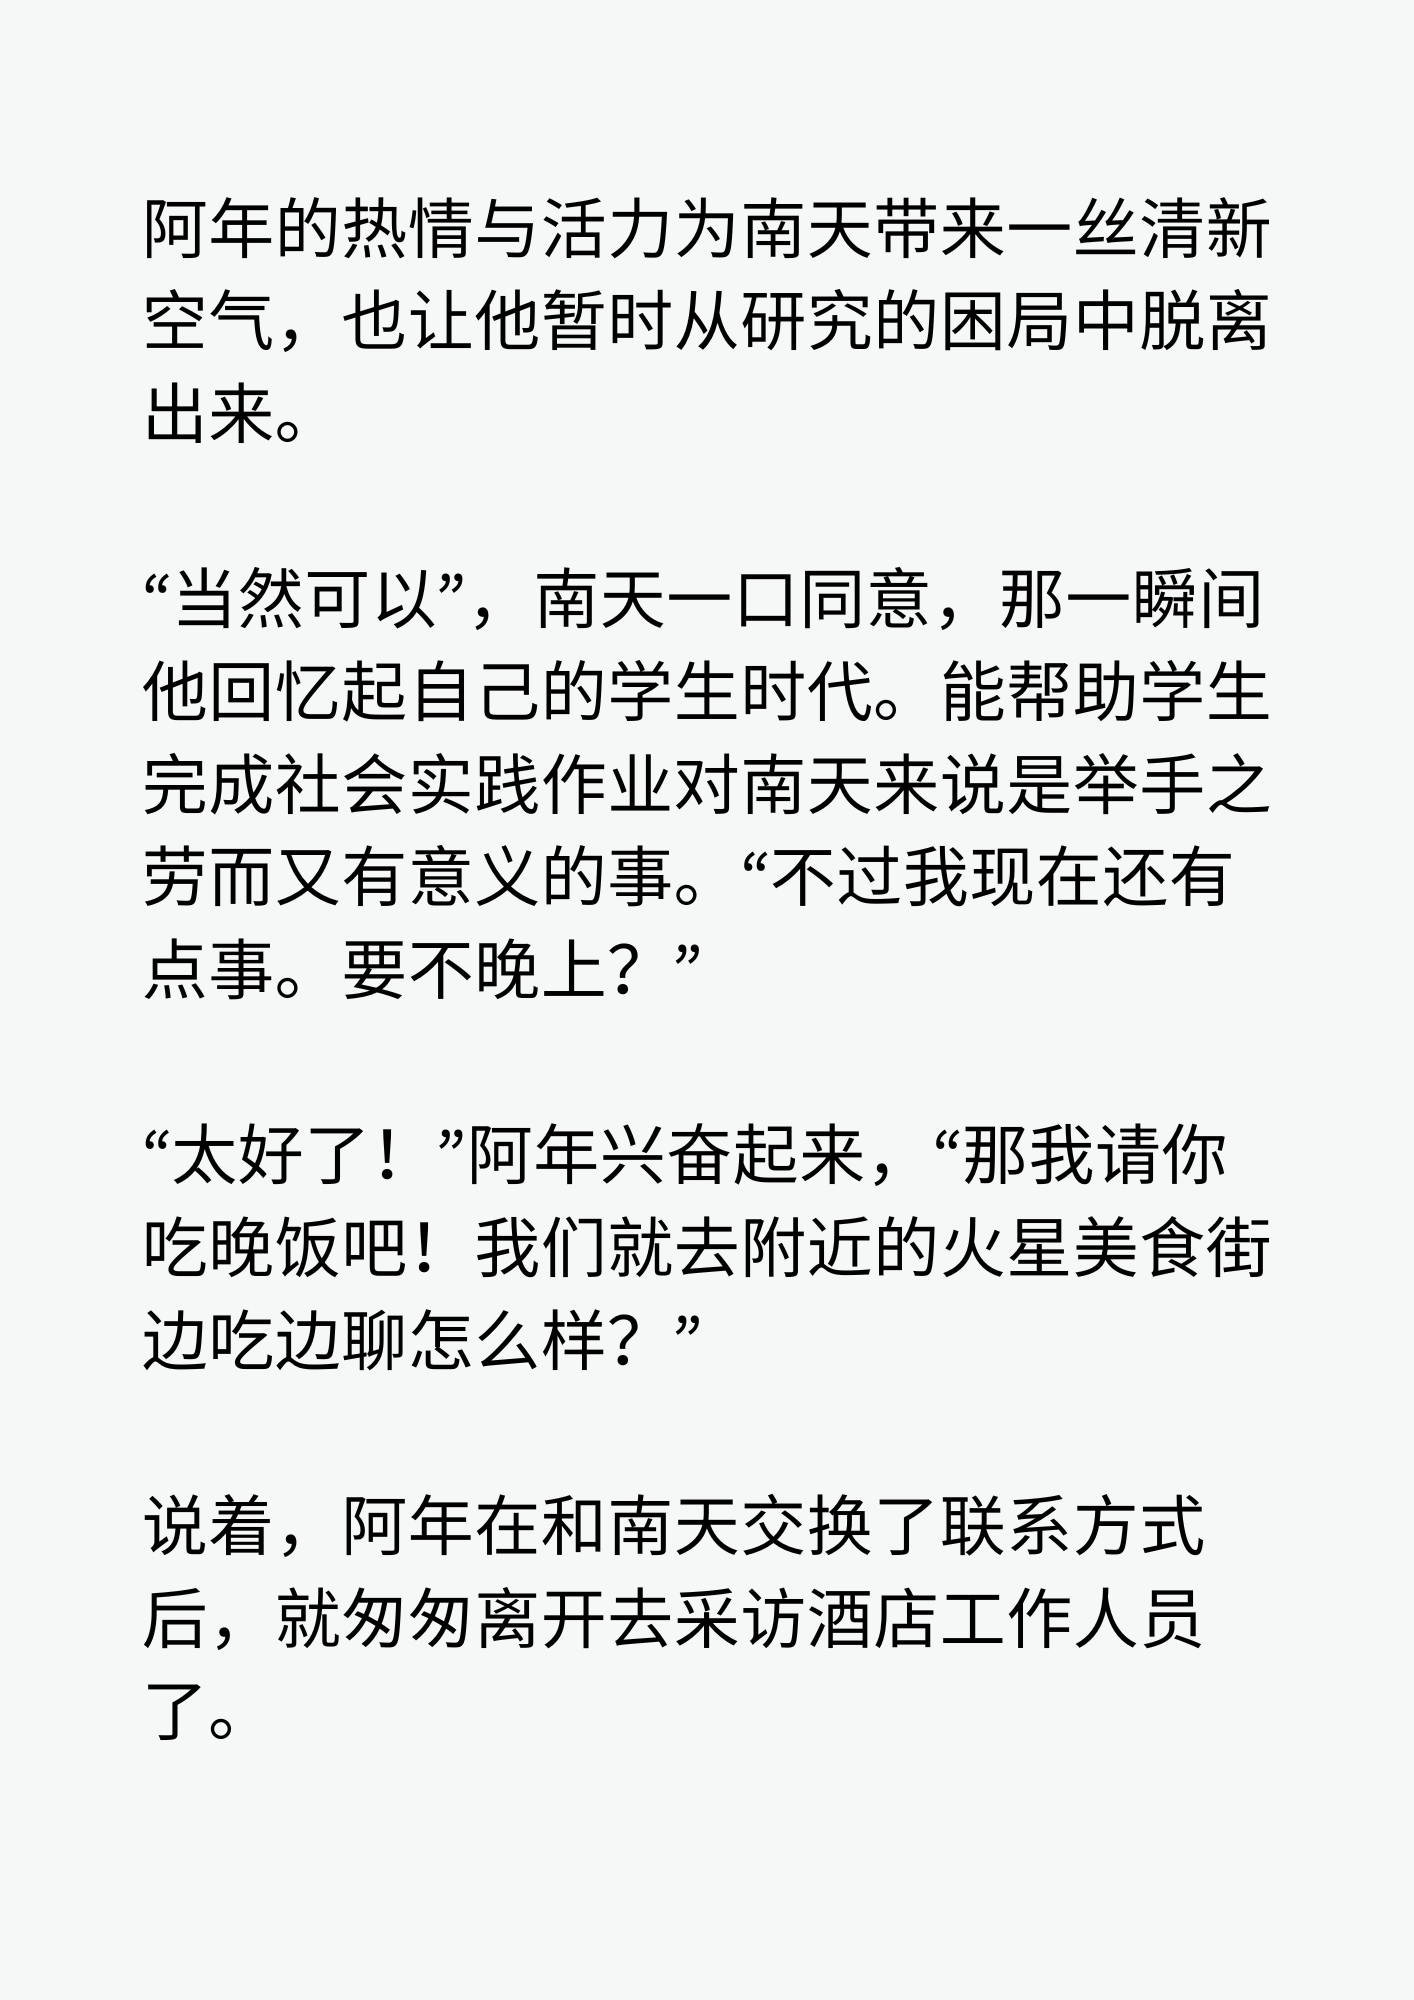 阿年的热情与活力为南天带来一丝清新
空气，也让他暂时从研究的困局中脱离
出来。
“当然可以”，南天一口同意，那一瞬间
他回忆起自己的学生时代。能帮助学生
完成社会实践作业对南天来说是举手之
劳而又有意义的事。“不过我现在还有
点事。要不晚上？”
“太好了！”阿年兴奋起来，“那我请你
吃晚饭吧！我们就去附近的火星美食街
边吃边聊怎么样？”
说着，阿年在和南天交换了联系方式
后，就匆匆离开去采访酒店工作人员
了。